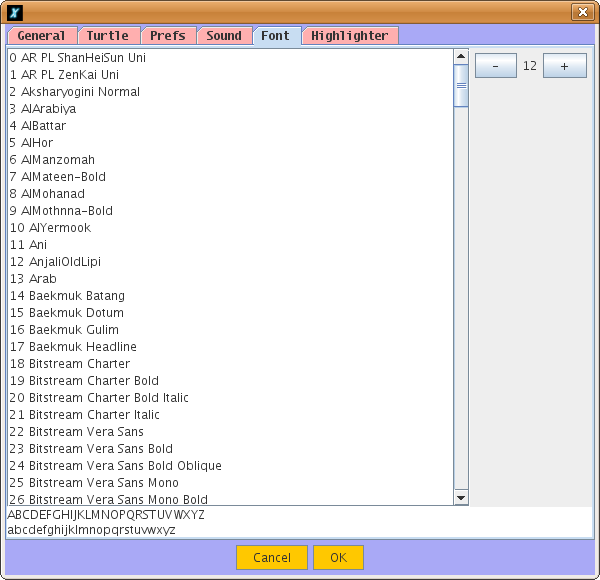 General Turtle Prefs Sound Font Highlighter
0 AR PL ShanHeiSun Uni
1 AR PL ZenKai Uni
2 Aksharyogini Normal
3 AlArabiya
4 AlBattar
5 AlHor
6 AlManzomah
7 AlMateen-Bold
8 AlMohanad
9 AlMothnna-Bold
10 AlYermook
11 Ani
12 AnjaliOldLipi
13 Arab
14 Baekmuk Batang
15 Baekmuk Dotum
16 Baekmuk Gulim
17 Baekmuk Headline
18 Bitstream Charter
19 Bitstream Charter Bold
20 Bitstream Charter Bold Italic
21 Bitstream Charter Italic
22 Bitstream Vera Sans
23 Bitstream Vera Sans Bold
24 Bitstream Vera Sans Bold Oblique
25 Bitstream Vera Sans Mono
26 Bitstream Vera Sans Mono Bold
- 12 +
ABCDEFGHIJKLMNOPQRSTUVWXYZ
abcdefghijklmnopqrstuvwxyz
Cancel OK